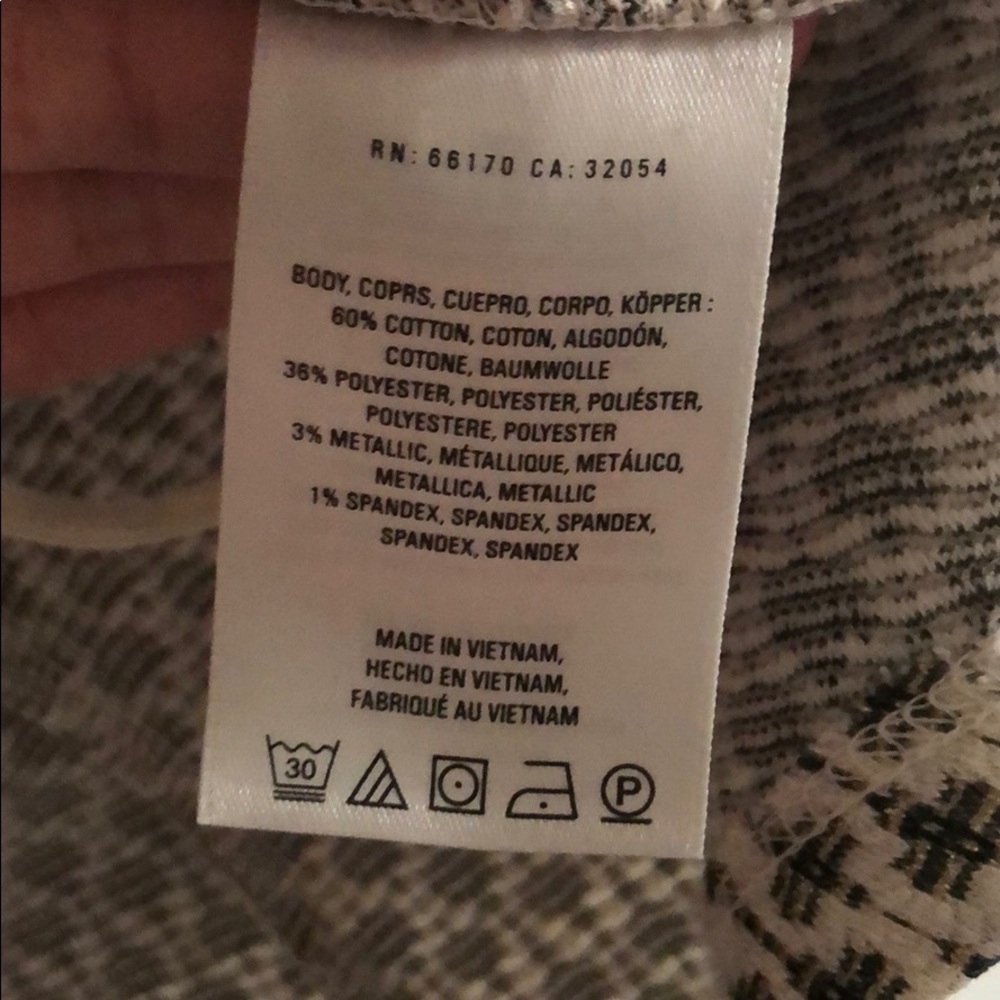 RN: 66170 CA: 32054
BODY, COPRS, CUEPRO, CORPO, KÖPPER :
60% COTTON, COTON, ALGODÓN,
COTONE, BAUMWOLLE
36% POLYESTER, POLYESTER, POLIÉSTER,
POLYESTERE, POLYESTER
3% METALLIC, MÉTALLIQUE, METÁLICO,
METALLICA, METALLIC
1% SPANDEX, SPANDEX, SPANDEX,
SPANDEX, SPANDEX
MADE IN VIETNAM,
HECHO EN VIETNAM,
FABRIQUÉ AU VIETNAM
30 P